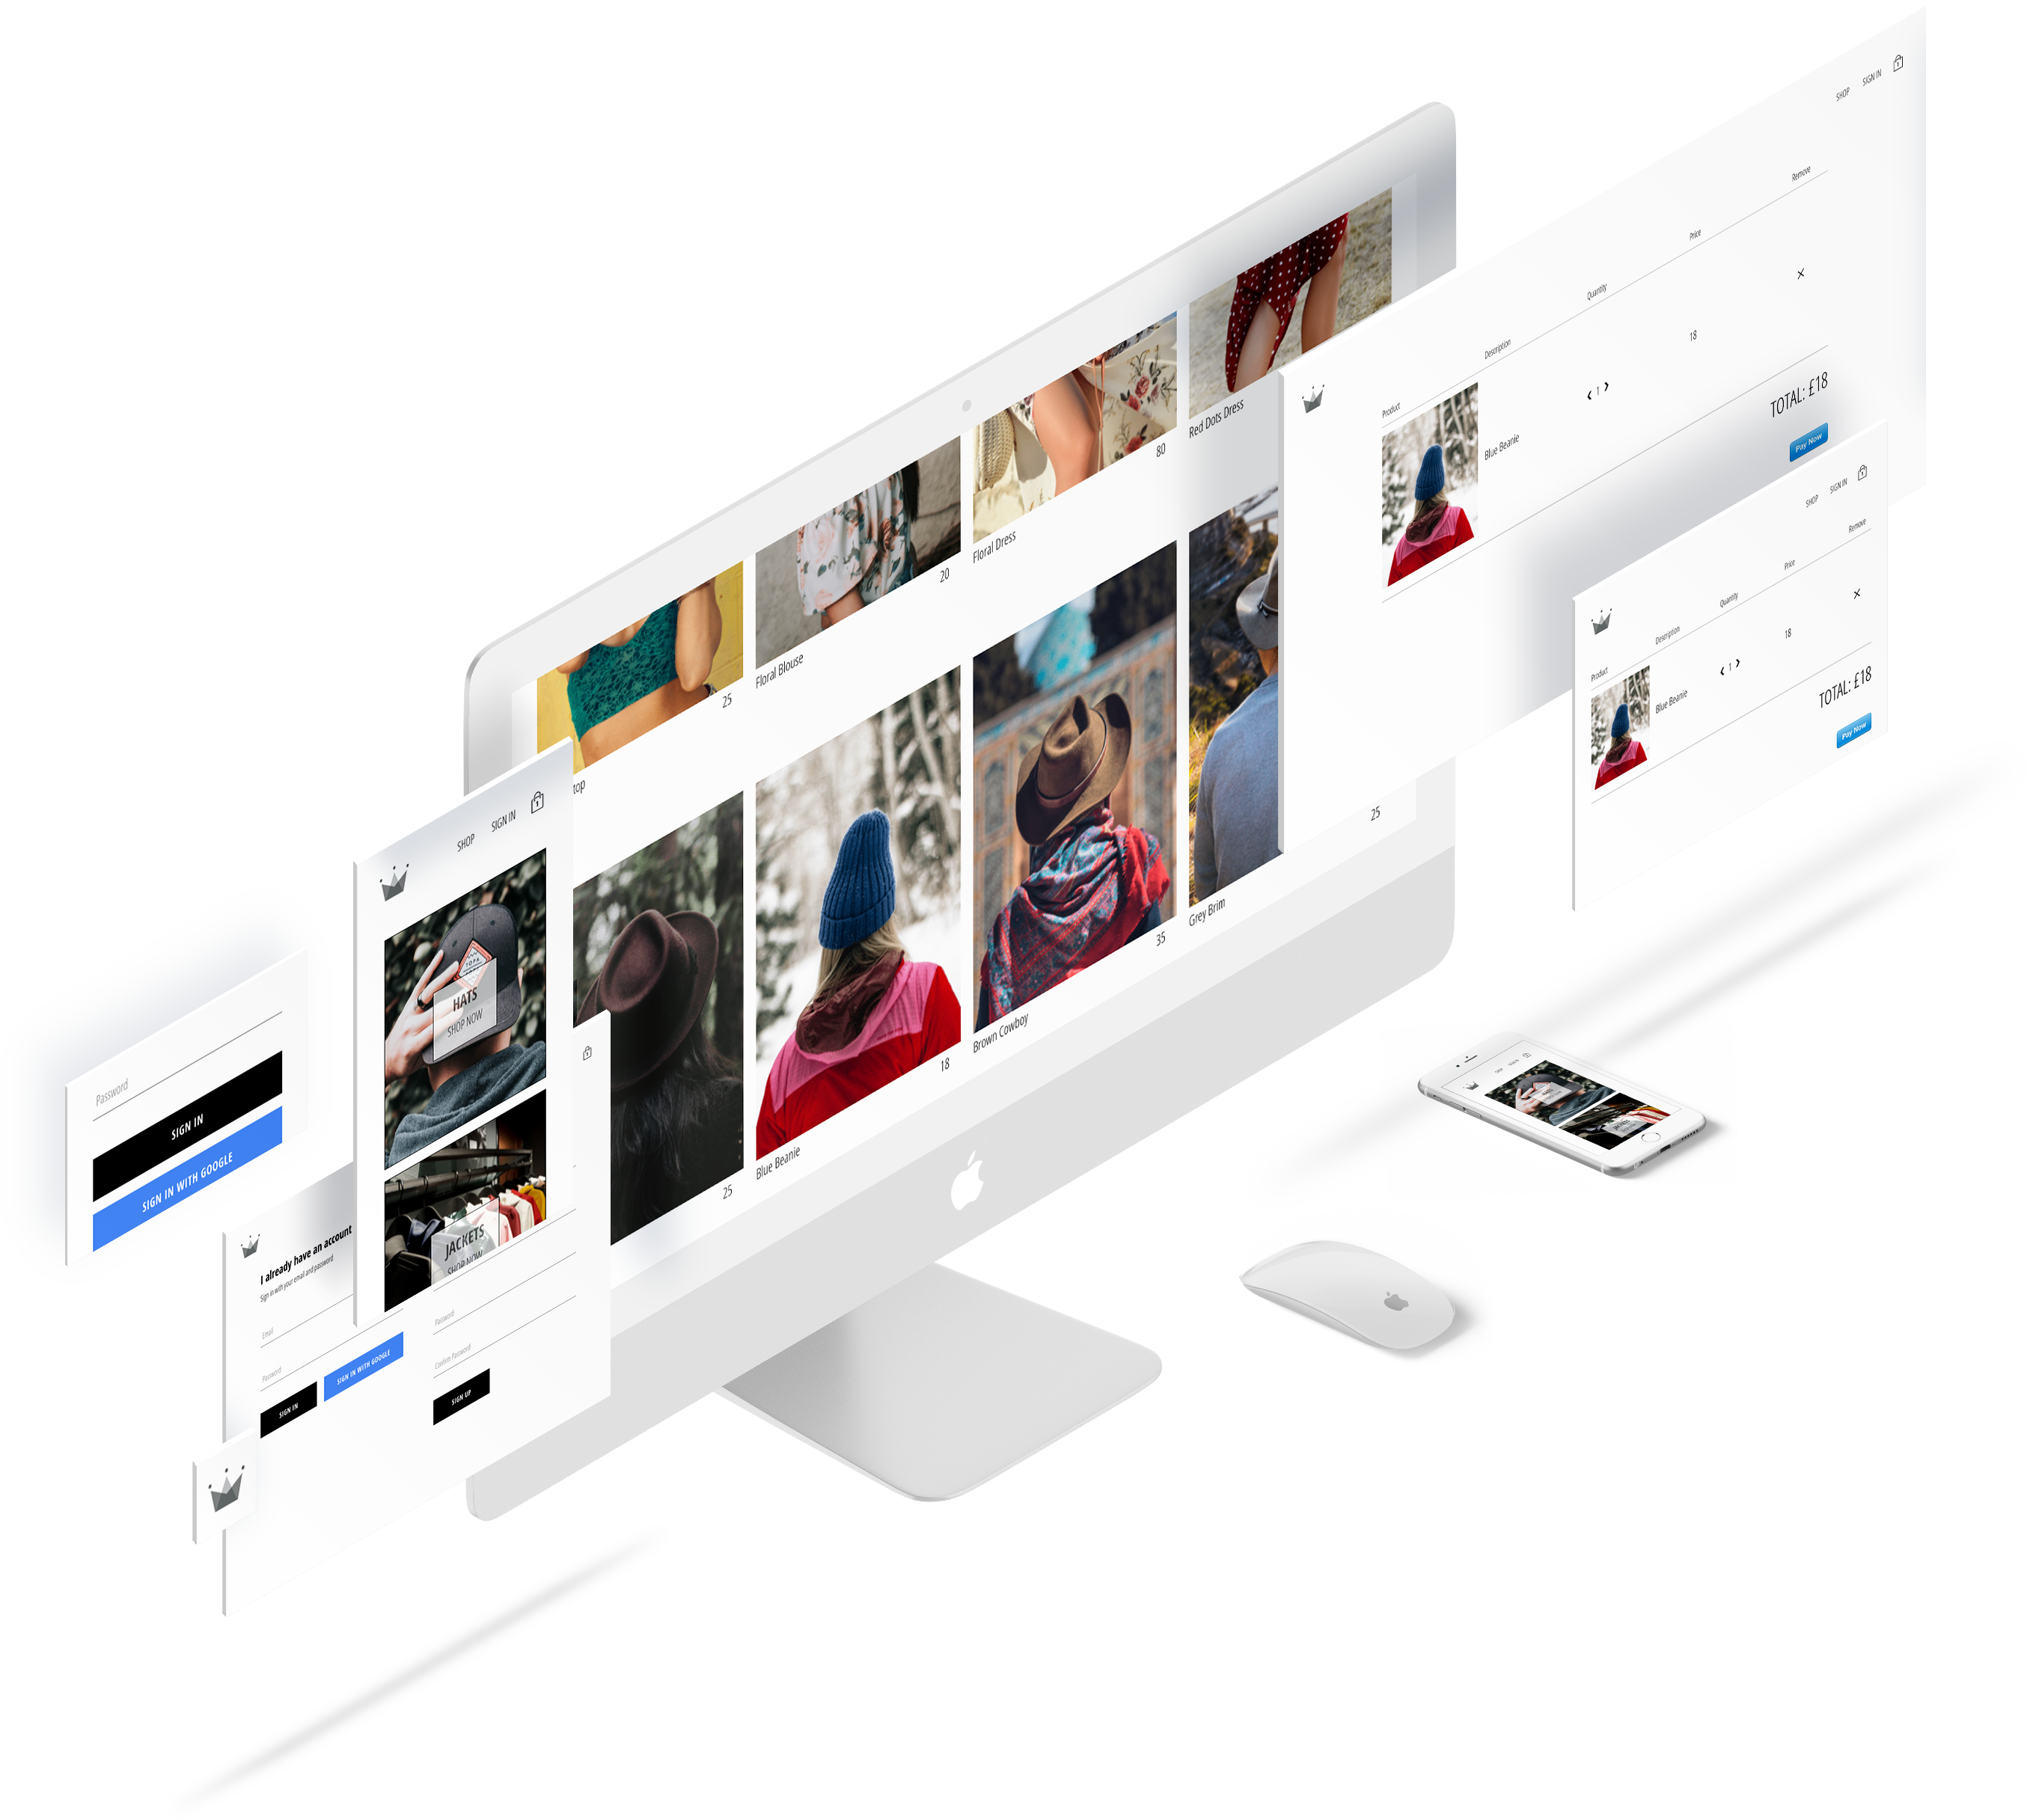 SHOP
SIGN IN
1
Product
Description
Quantity
Price
Remove
Blue Beanie
1
18
TOTAL: £18
Pay Now
SHOP
SIGN IN
1
Product
Description
Quantity
Price
Remove
Blue Beanie
1
18
TOTAL: £18
Pay Now
top
25
Floral Blouse
20
Floral Dress
80
Red Dots Dress
25
Blue Beanie
18
Brown Cowboy
35
Grey Brim
25
SHOP
SIGN IN
1
TOPA
HATS
SHOP NOW
JACKETS
SHOP NOW
Password
SIGN IN
SIGN IN WITH GOOGLE
I already have an account
Sign in with your email and password
Email
Password
SIGN IN
SIGN IN WITH GOOGLE
Password
Confirm Password
SIGN UP